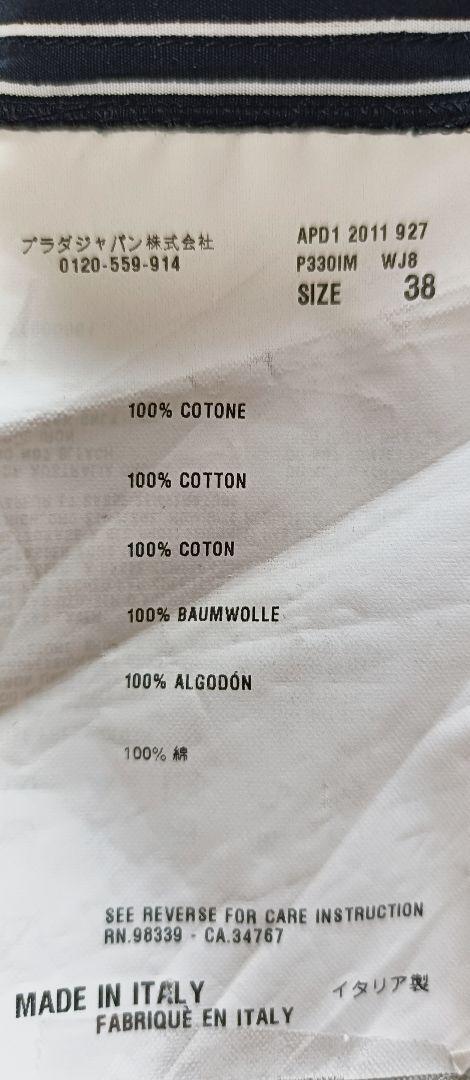 プラダジャパン株式会社
0120-559-914
APD1 2011 927
P330IM WJ8
SIZE 38
100% COTONE
100% COTTON
100% COTON
100% BAUMWOLLE
100% ALGODÓN
100% 綿
SEE REVERSE FOR CARE INSTRUCTION
RN.98339 - CA.34767
MADE IN ITALY
FABRIQUÈ EN ITALY
イタリア製